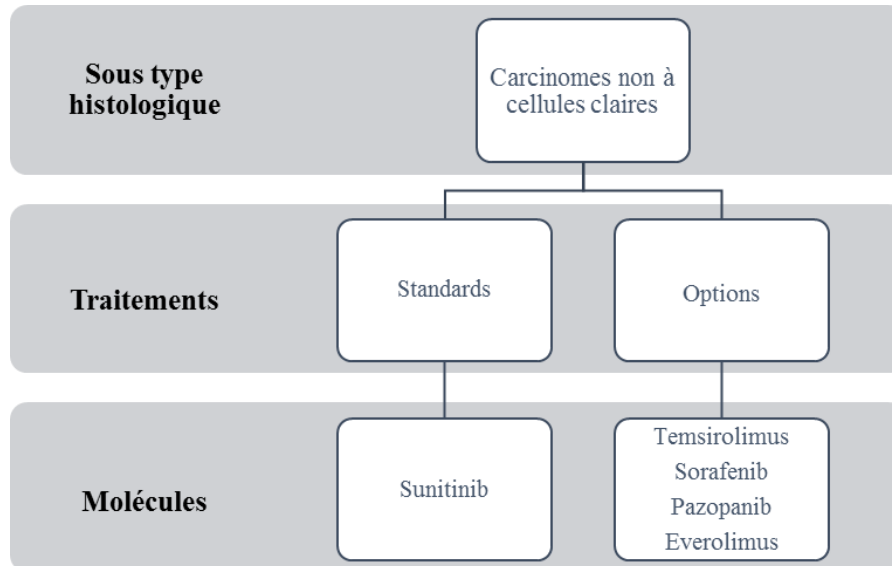 Sous type
histologique
Carcinomes non à
cellules claires
Traitements
Standards
Options
Molécules
Sunitinib
Temsirolimus
Sorafenib
Pazopanib
Everolimus